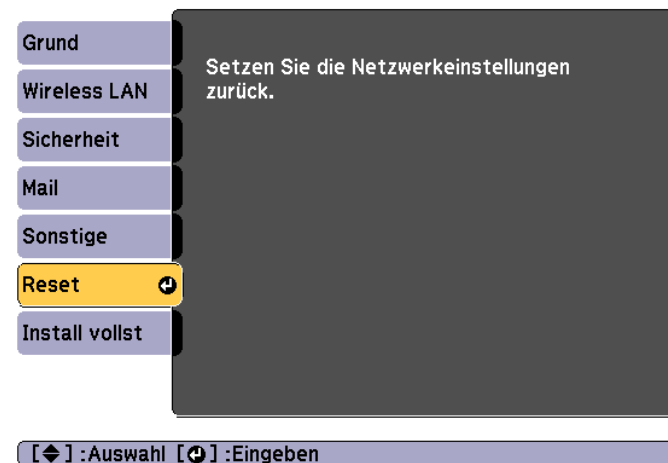 Grund
Wireless LAN
Sicherheit
Mail
Sonstige
Reset
Install vollst
Setzen Sie die Netzwerkeinstellungen
zurück.
[◆] :Auswahl [⏎] :Eingeben